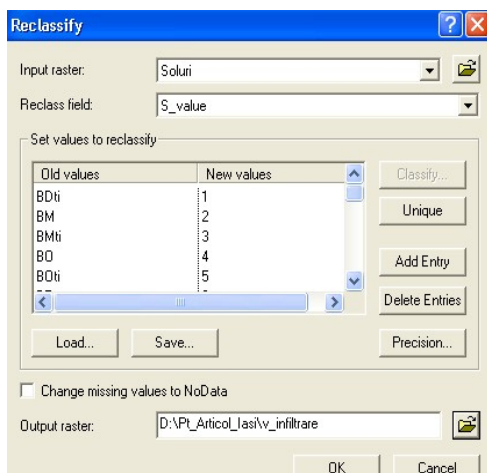 Reclassify
Input raster: Soluri
Reclass field: S_value
Set values to reclassify
Old values New values Classify...
BDti 1
BM 2 Unique
BMti 3
BO 4 Add Entry
BOti 5
Delete Entries
Load... Save... Precision...
Change missing values to NoData
Output raster: D:\Pt_Articol_Iasi\v_infiltrare
OK Cancel